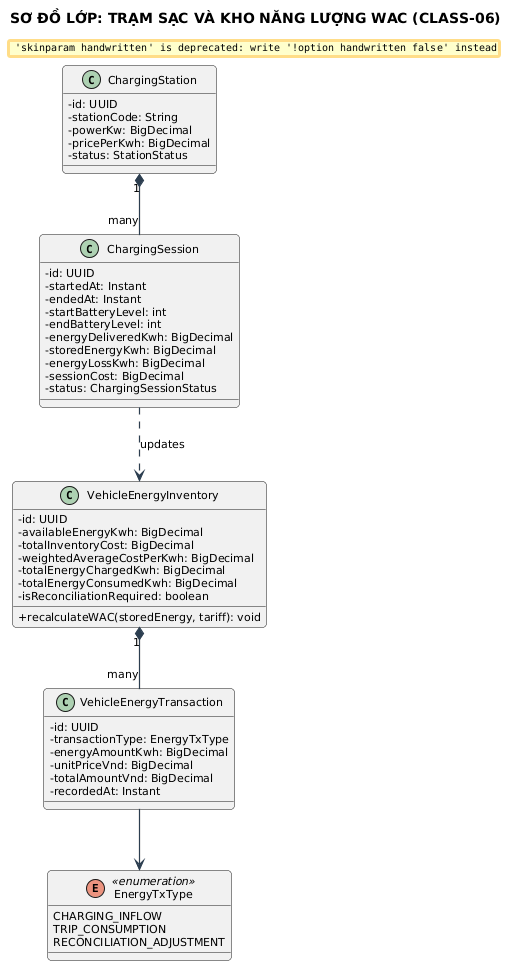 SƠ ĐỒ LỚP: TRẠM SẠC VÀ KHO NĂNG LƯỢNG WAC (CLASS-06)
'skinparam handwritten' is deprecated: write '!option handwritten false' instead
C ChargingStation
-id: UUID
-stationCode: String
-powerKw: BigDecimal
-pricePerKwh: BigDecimal
-status: StationStatus
1
many
C ChargingSession
-id: UUID
-startedAt: Instant
-endedAt: Instant
-startBatteryLevel: int
-endBatteryLevel: int
-energyDeliveredKwh: BigDecimal
-storedEnergyKwh: BigDecimal
-energyLossKwh: BigDecimal
-sessionCost: BigDecimal
-status: ChargingSessionStatus
updates
C VehicleEnergyInventory
-id: UUID
-availableEnergyKwh: BigDecimal
-totalInventoryCost: BigDecimal
-weightedAverageCostPerKwh: BigDecimal
-totalEnergyChargedKwh: BigDecimal
-totalEnergyConsumedKwh: BigDecimal
-isReconciliationRequired: boolean
+recalculateWAC(storedEnergy, tariff): void
1
many
C VehicleEnergyTransaction
-id: UUID
-transactionType: EnergyTxType
-energyAmountKwh: BigDecimal
-unitPriceVnd: BigDecimal
-totalAmountVnd: BigDecimal
-recordedAt: Instant
«enumeration»
E EnergyTxType
CHARGING_INFLOW
TRIP_CONSUMPTION
RECONCILIATION_ADJUSTMENT